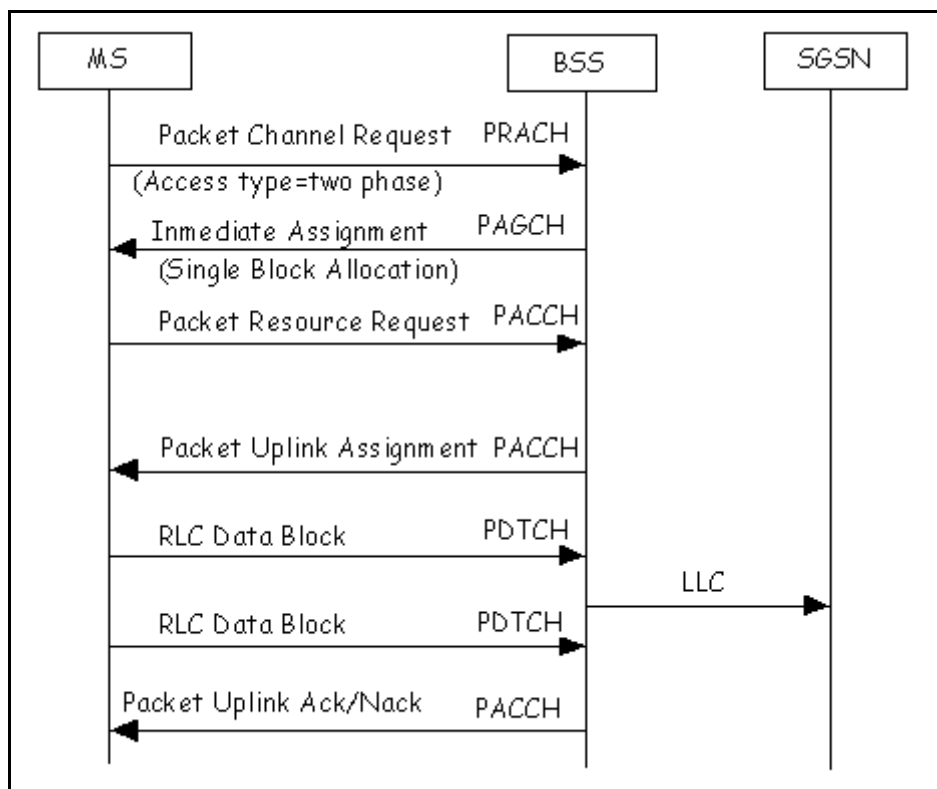 MS
BSS
SGSN
Packet Channel Request PRACH
(Access type=two phase)
Inmediate Assignment PAGCH
(Single Block Allocation)
Packet Resource Request PACCH
Packet Uplink Assignment PACCH
RLC Data Block PDTCH
LLC
RLC Data Block PDTCH
Packet Uplink Ack/Nack PACCH